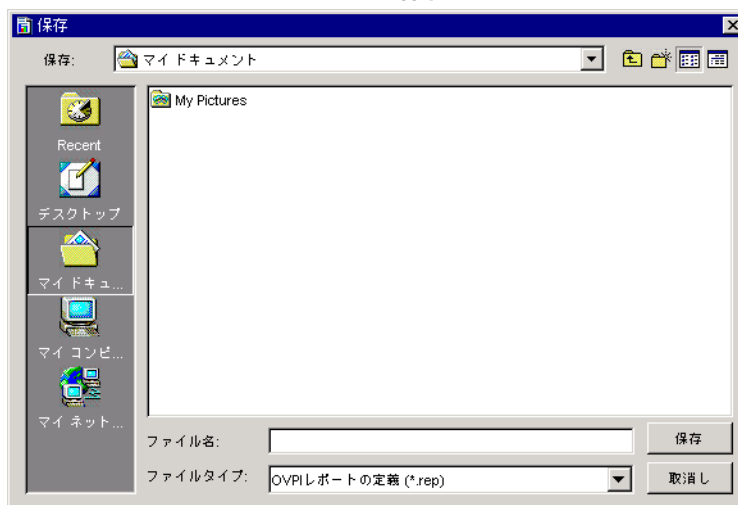 保存
保存:
マイ ドキュメント
My Pictures
Recent
デスクトップ
マイ ドキュ...
マイ コンピ...
マイ ネット...
ファイル名:
保存
ファイルタイプ:
OVPIレポートの定義 (*.rep)
取消し